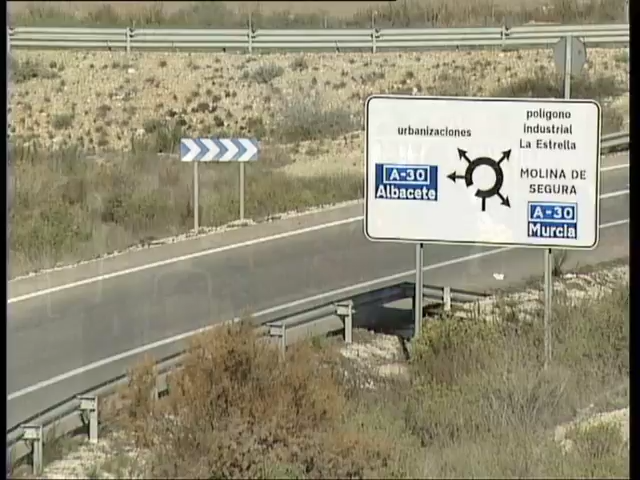 urbanizaciones
A-30
Albacete
polígono
industrial
La Estrella
MOLINA DE
SEGURA
A-30
Murcia